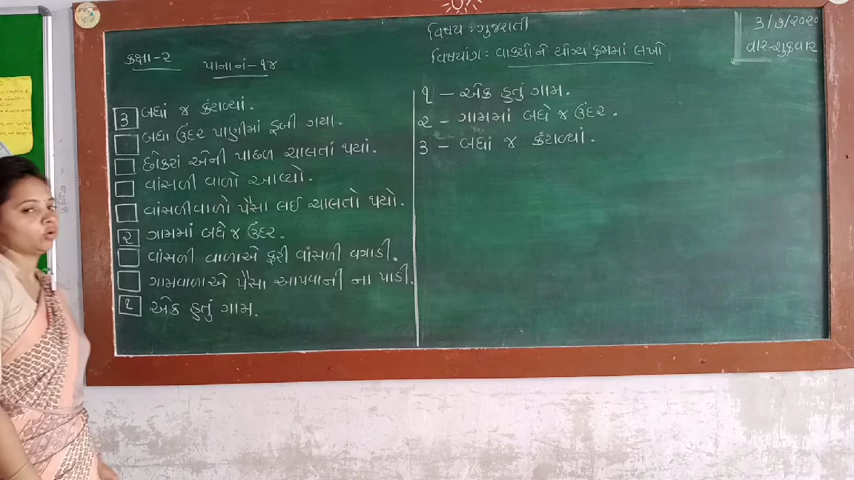 કક્ષા-૨
પાના નં-૧૪
વિષય : ગુજરાતી
વિષયાંગ : વાક્યોને યોગ્ય ક્રમમાં લખો
3/૭/૨૦૨૦
વાર-શુક્રવાર
૩ બધાં જ કંટાળ્યાં.
બધા ઉંદર પાણીમાં ડૂબી ગયા.
છોકરાં એની પાછળ ચાલતાં થયાં.
વાંસળી વાળો આવ્યો.
વાંસળીવાળો પૈસા લઈ ચાલતો થયો.
૨ ગામમાં બધે જ ઉંદર.
વાંસળી વાળાએ ફરી વાંસળી વગાડી.
ગામવાળાએ પૈસા આપવાની ના પાડી.
૧ એક હતું ગામ.
૧ – એક હતું ગામ.
૨ – ગામમાં બધે જ ઉંદર.
૩ – બધાં જ કંટાળ્યાં.